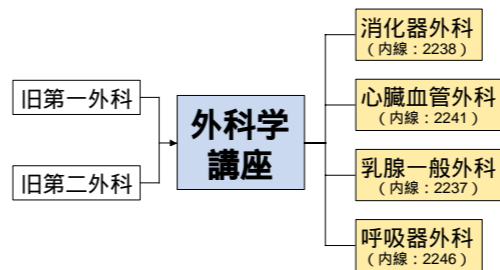 旧第一外科
旧第二外科
外科学
講座
消化器外科
（内線：2238）
心臓血管外科
（内線：2241）
乳腺一般外科
（内線：2237）
呼吸器外科
（内線：2246）